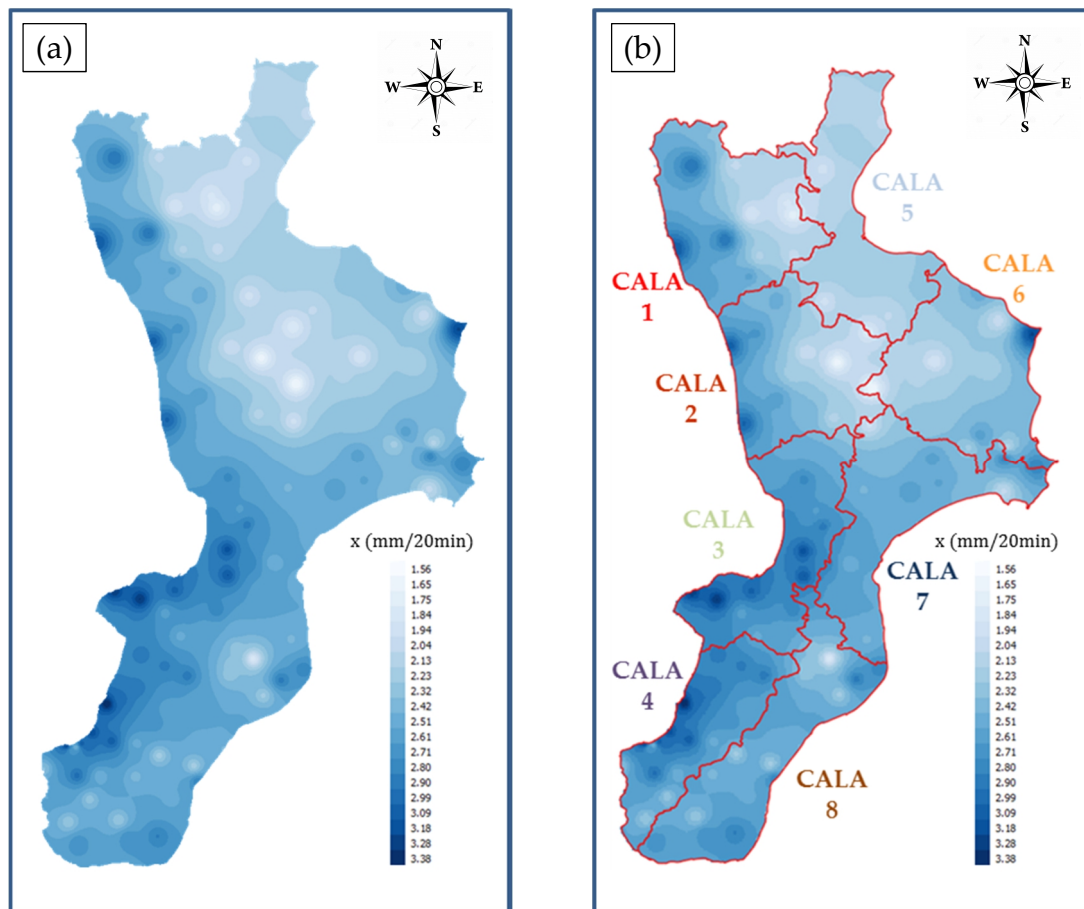 (a)
N
W
E
S
x (mm/20min)
1.56
1.65
1.75
1.84
1.94
2.04
2.13
2.23
2.32
2.42
2.51
2.61
2.71
2.80
2.90
2.99
3.09
3.18
3.28
3.38
(b)
N
W
E
S
CALA
5
CALA
6
CALA
1
CALA
2
CALA
3
x (mm/20min)
CALA
7
CALA
4
CALA
8
1.56
1.65
1.75
1.84
1.94
2.04
2.13
2.23
2.32
2.42
2.51
2.61
2.71
2.80
2.90
2.99
3.09
3.18
3.28
3.38